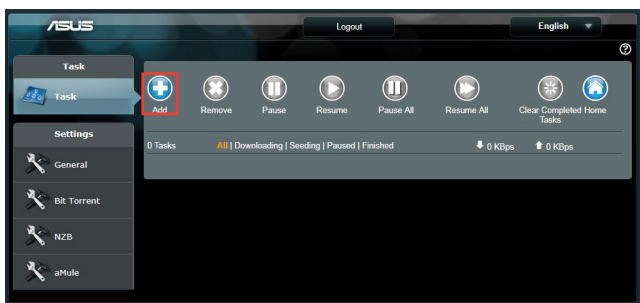 ASUS
Logout
English
Task
Task
Settings
General
Bit Torrent
NZB
aMule
Add
Remove
Pause
Resume
Pause All
Resume All
Clear Completed
Tasks
Home
0 Tasks
All | Downloading | Seeding | Paused | Finished
0 KBps
0 KBps